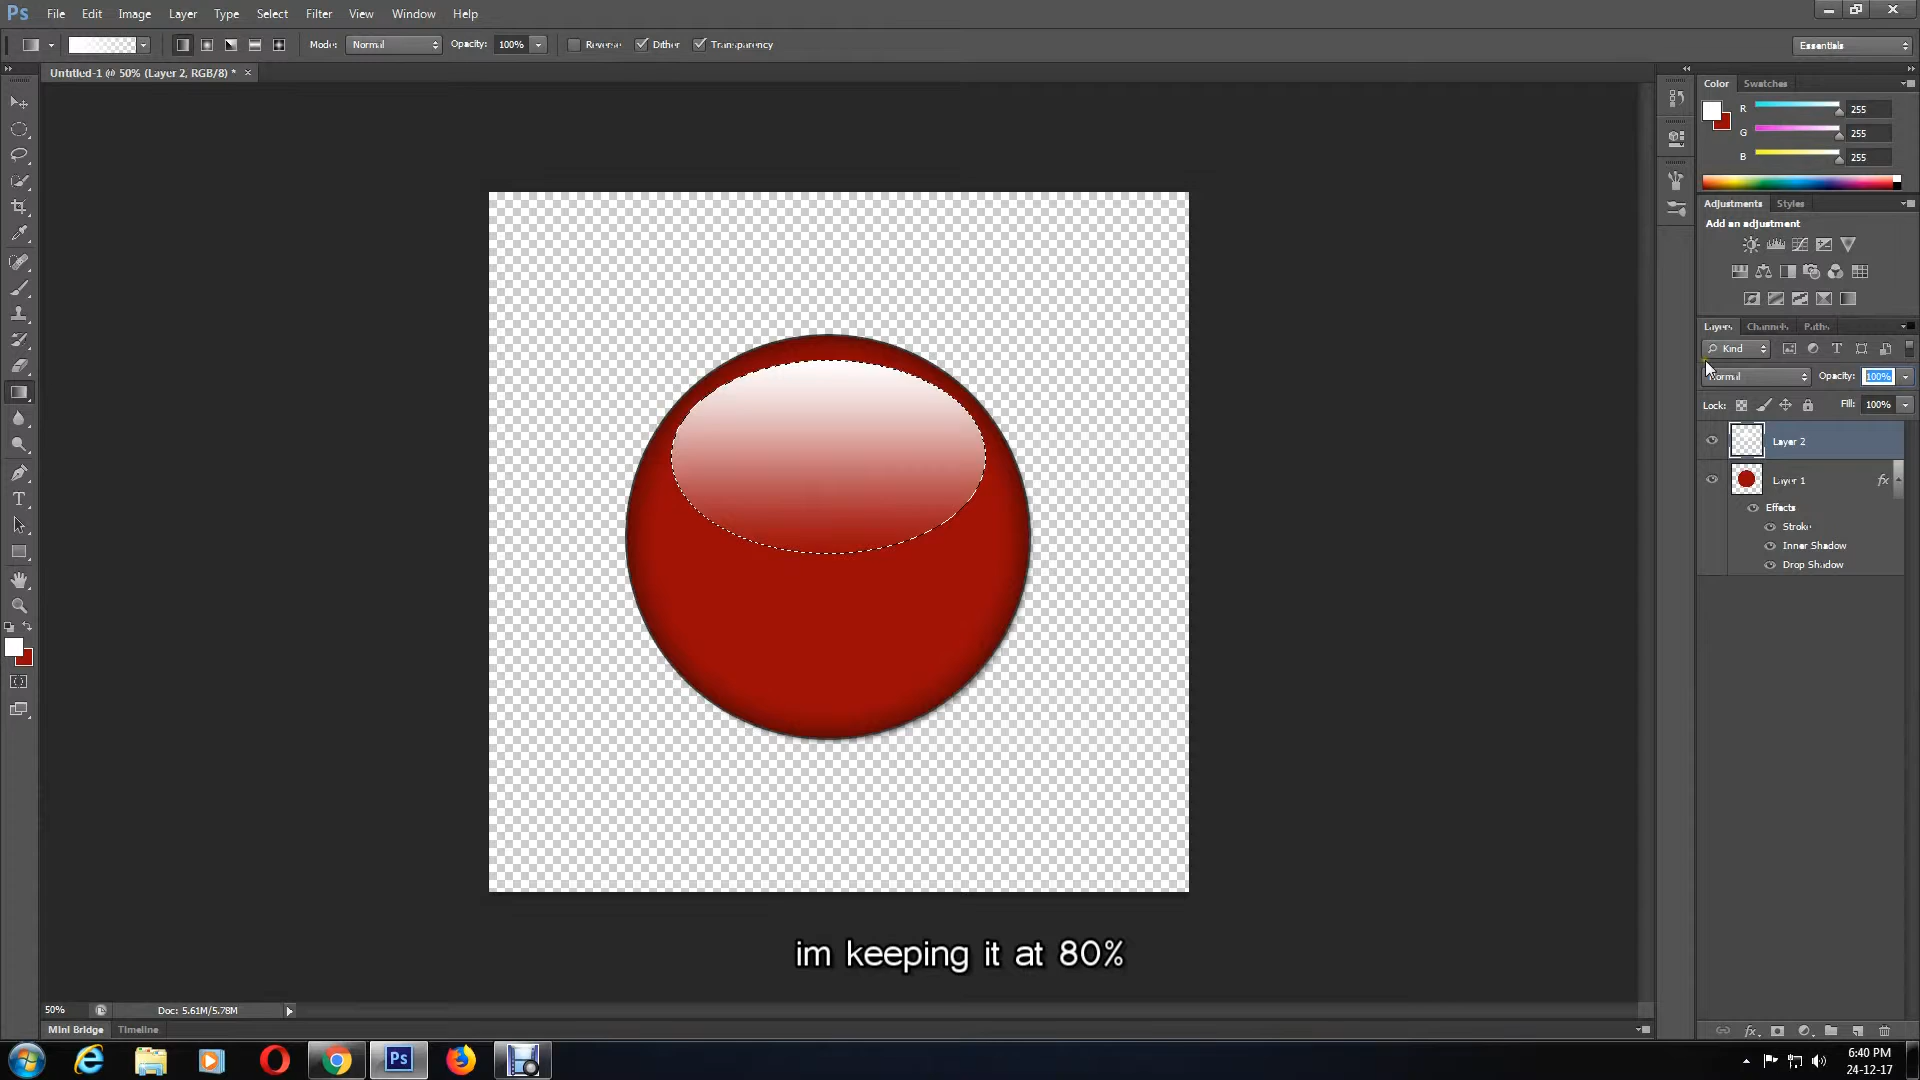 Ps File Edit Image Layer Type Select Filter View Window Help
Mode: Normal Opacity: 100% Reverse Dither Transparency Essentials
Untitled-1 @ 50% (Layer 2, RGB/8) * ×
Color Swatches
R 255
G 255
B 255
Adjustments Styles
Add an adjustment
Layers Channels Paths
Kind
Normal Opacity: 100%
Lock: Fill: 100%
Layer 2
Layer 1 fx
Effects
Stroke
Inner Shadow
Drop Shadow
im keeping it at 80%
50% Doc: 5.61M/5.78M
Mini Bridge Timeline
Ps
6:40 PM
24-12-17